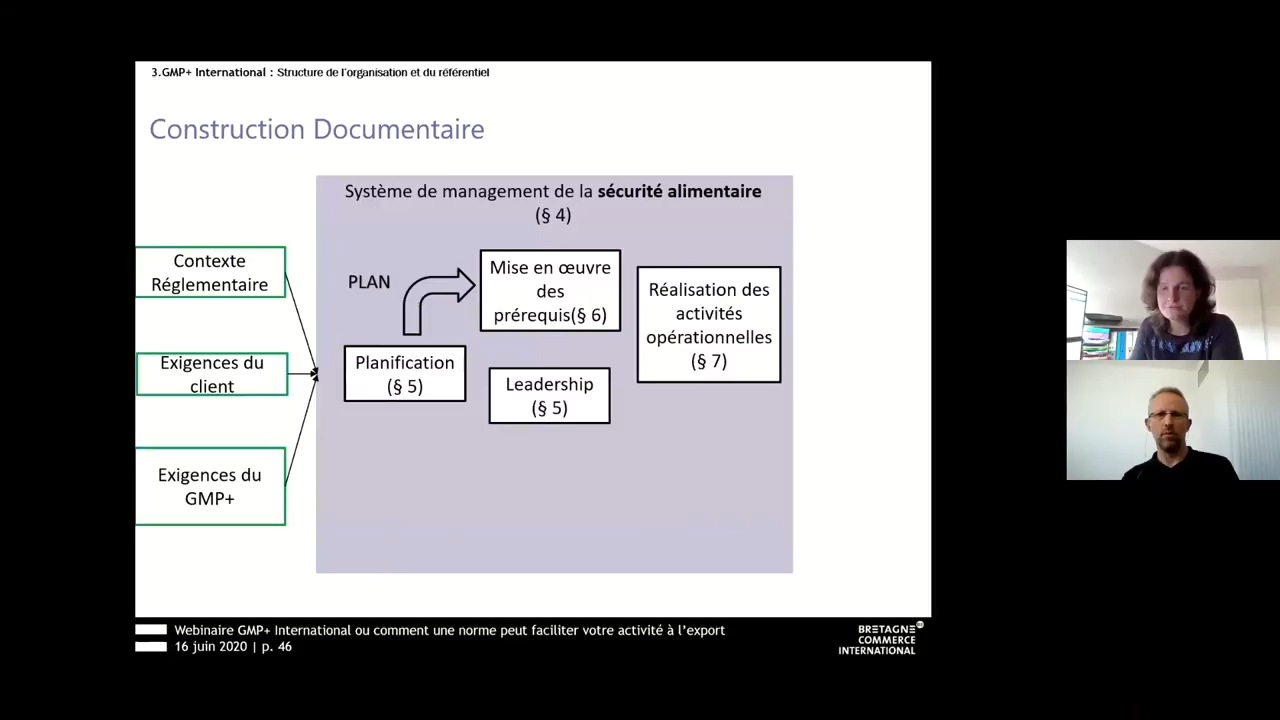 3.GMP+ International : Structure de l'organisation et du référentiel
Construction Documentaire
Système de management de la sécurité alimentaire
(§ 4)
Contexte
Réglementaire
Exigences du
client
Exigences du
GMP+
PLAN
Planification
(§ 5)
Mise en œuvre
des
prérequis(§ 6)
Leadership
(§ 5)
Réalisation des
activités
opérationnelles
(§ 7)
Webinaire GMP+ International ou comment une norme peut faciliter votre activité à l'export
16 juin 2020 | p. 46
BRETAGNE
COMMERCE
INTERNATIONAL